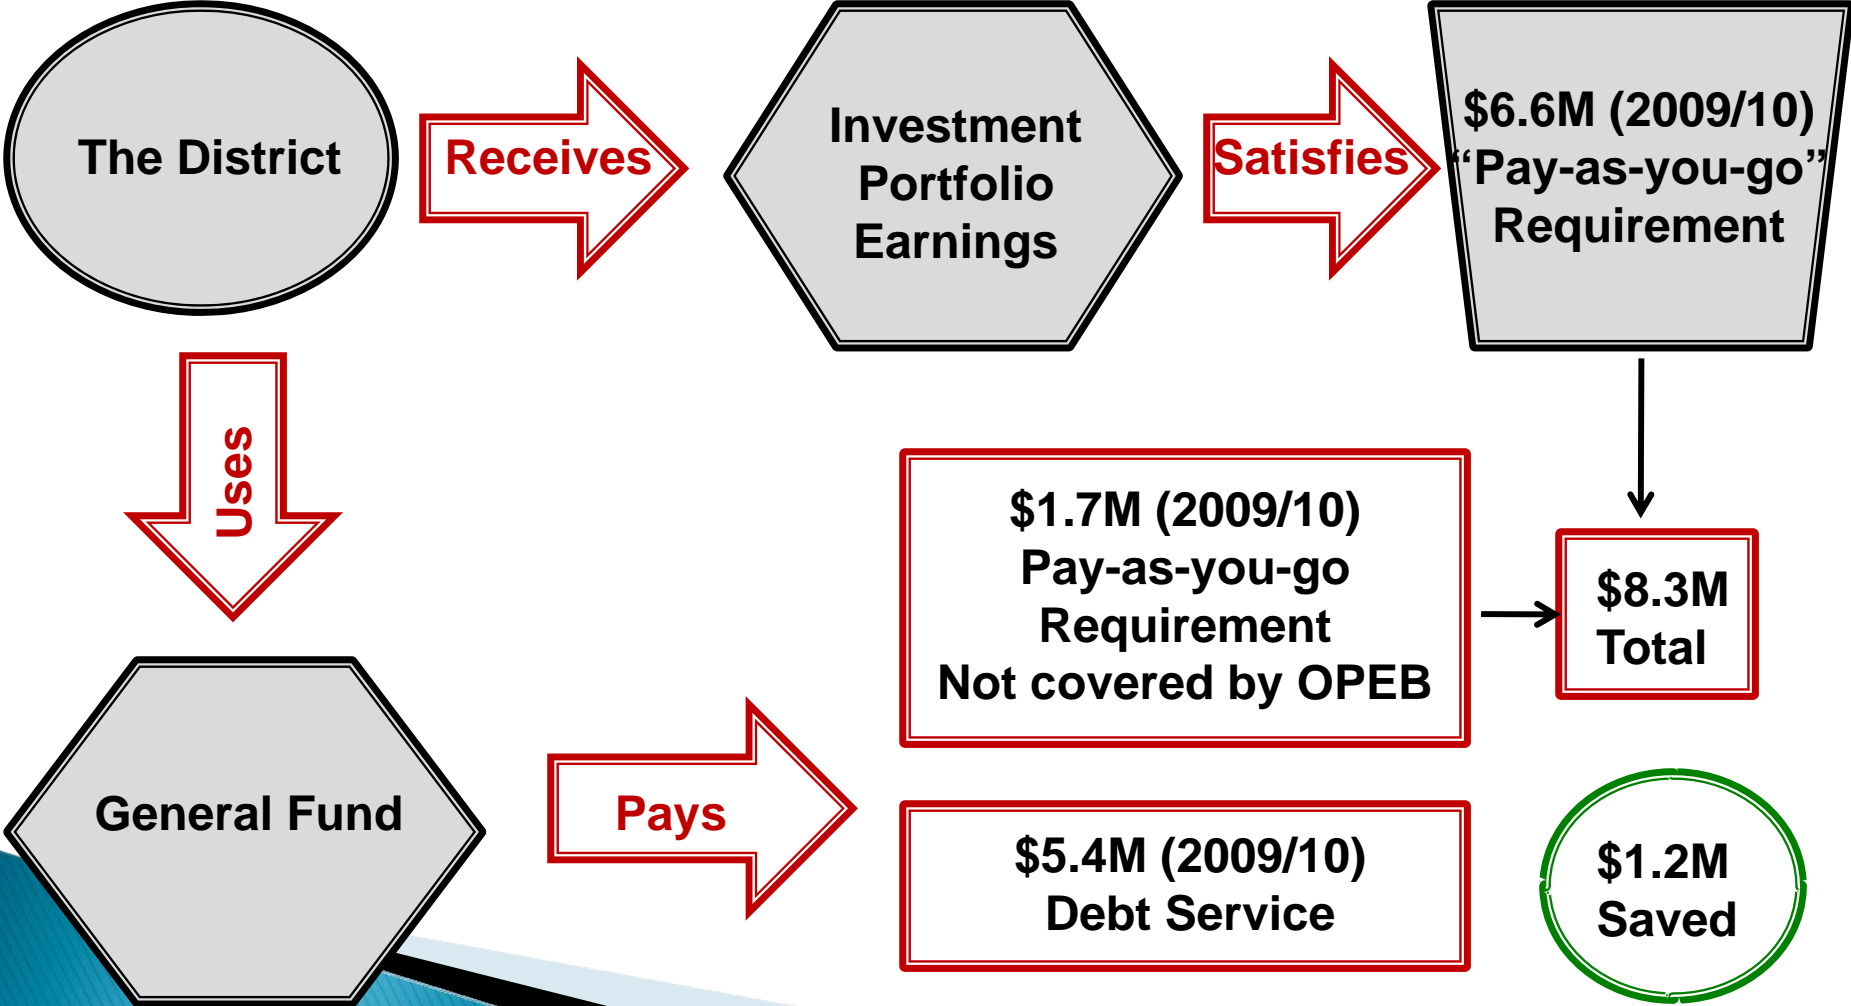 The District
Receives
Investment
Portfolio
Earnings
Satisfies
$6.6M (2009/10)
“Pay-as-you-go”
Requirement
Uses
$1.7M (2009/10)
Pay-as-you-go
Requirement
Not covered by OPEB
$8.3M
Total
General Fund
Pays
$5.4M (2009/10)
Debt Service
$1.2M
Saved